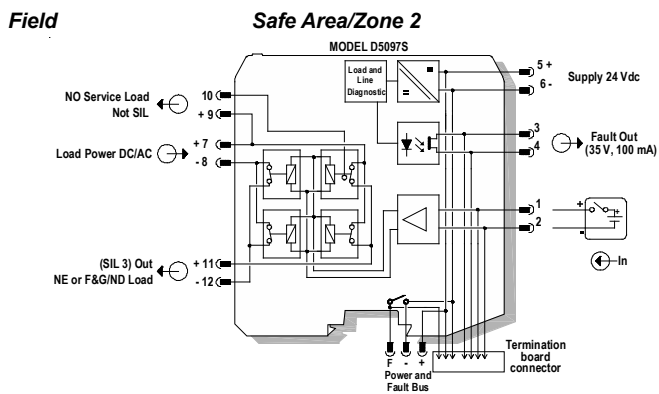 Field
Safe Area/Zone 2
MODEL D5097S
Load and
Line
Diagnostic
5 +
6 -
Supply 24 Vdc
NO Service Load
Not SIL
10
+ 9
+ 7
- 8
Load Power DC/AC
3
4
Fault Out
(35 V, 100 mA)
1
2
+
-
+
In
(SIL 3) Out
NE or F&G/ND Load
+ 11
- 12
F - +
Power and
Fault Bus
Termination
board
connector